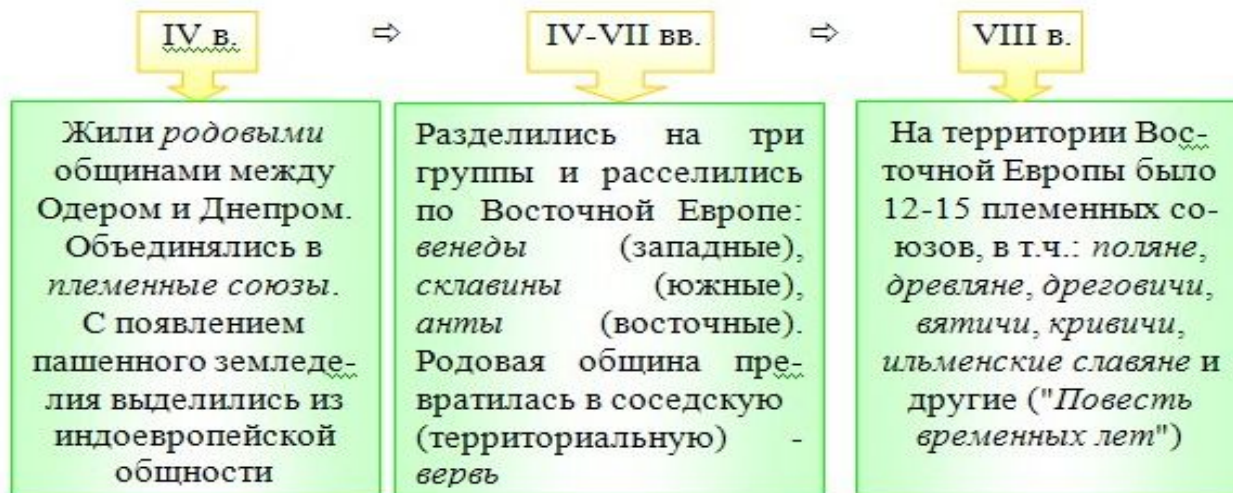 IV в. ⇨ IV-VII вв. ⇨ VIII в.
Жили родовыми
общинами между
Одером и Днепром.
Объединялись в
племенные союзы.
С появлением
пашенного земледе-
лия выделились из
индоевропейской
общности
Разделились на три
группы и расселились
по Восточной Европе:
венеды (западные),
склавины (южные),
анты (восточные).
Родовая община пре-
вратилась в соседскую
(территориальную) -
вервь
На территории Вос-
точной Европы было
12-15 племенных со-
юзов, в т.ч.: поляне,
древляне, дреговичи,
вятичи, кривичи,
ильменские славяне и
другие ("Повесть
временных лет")